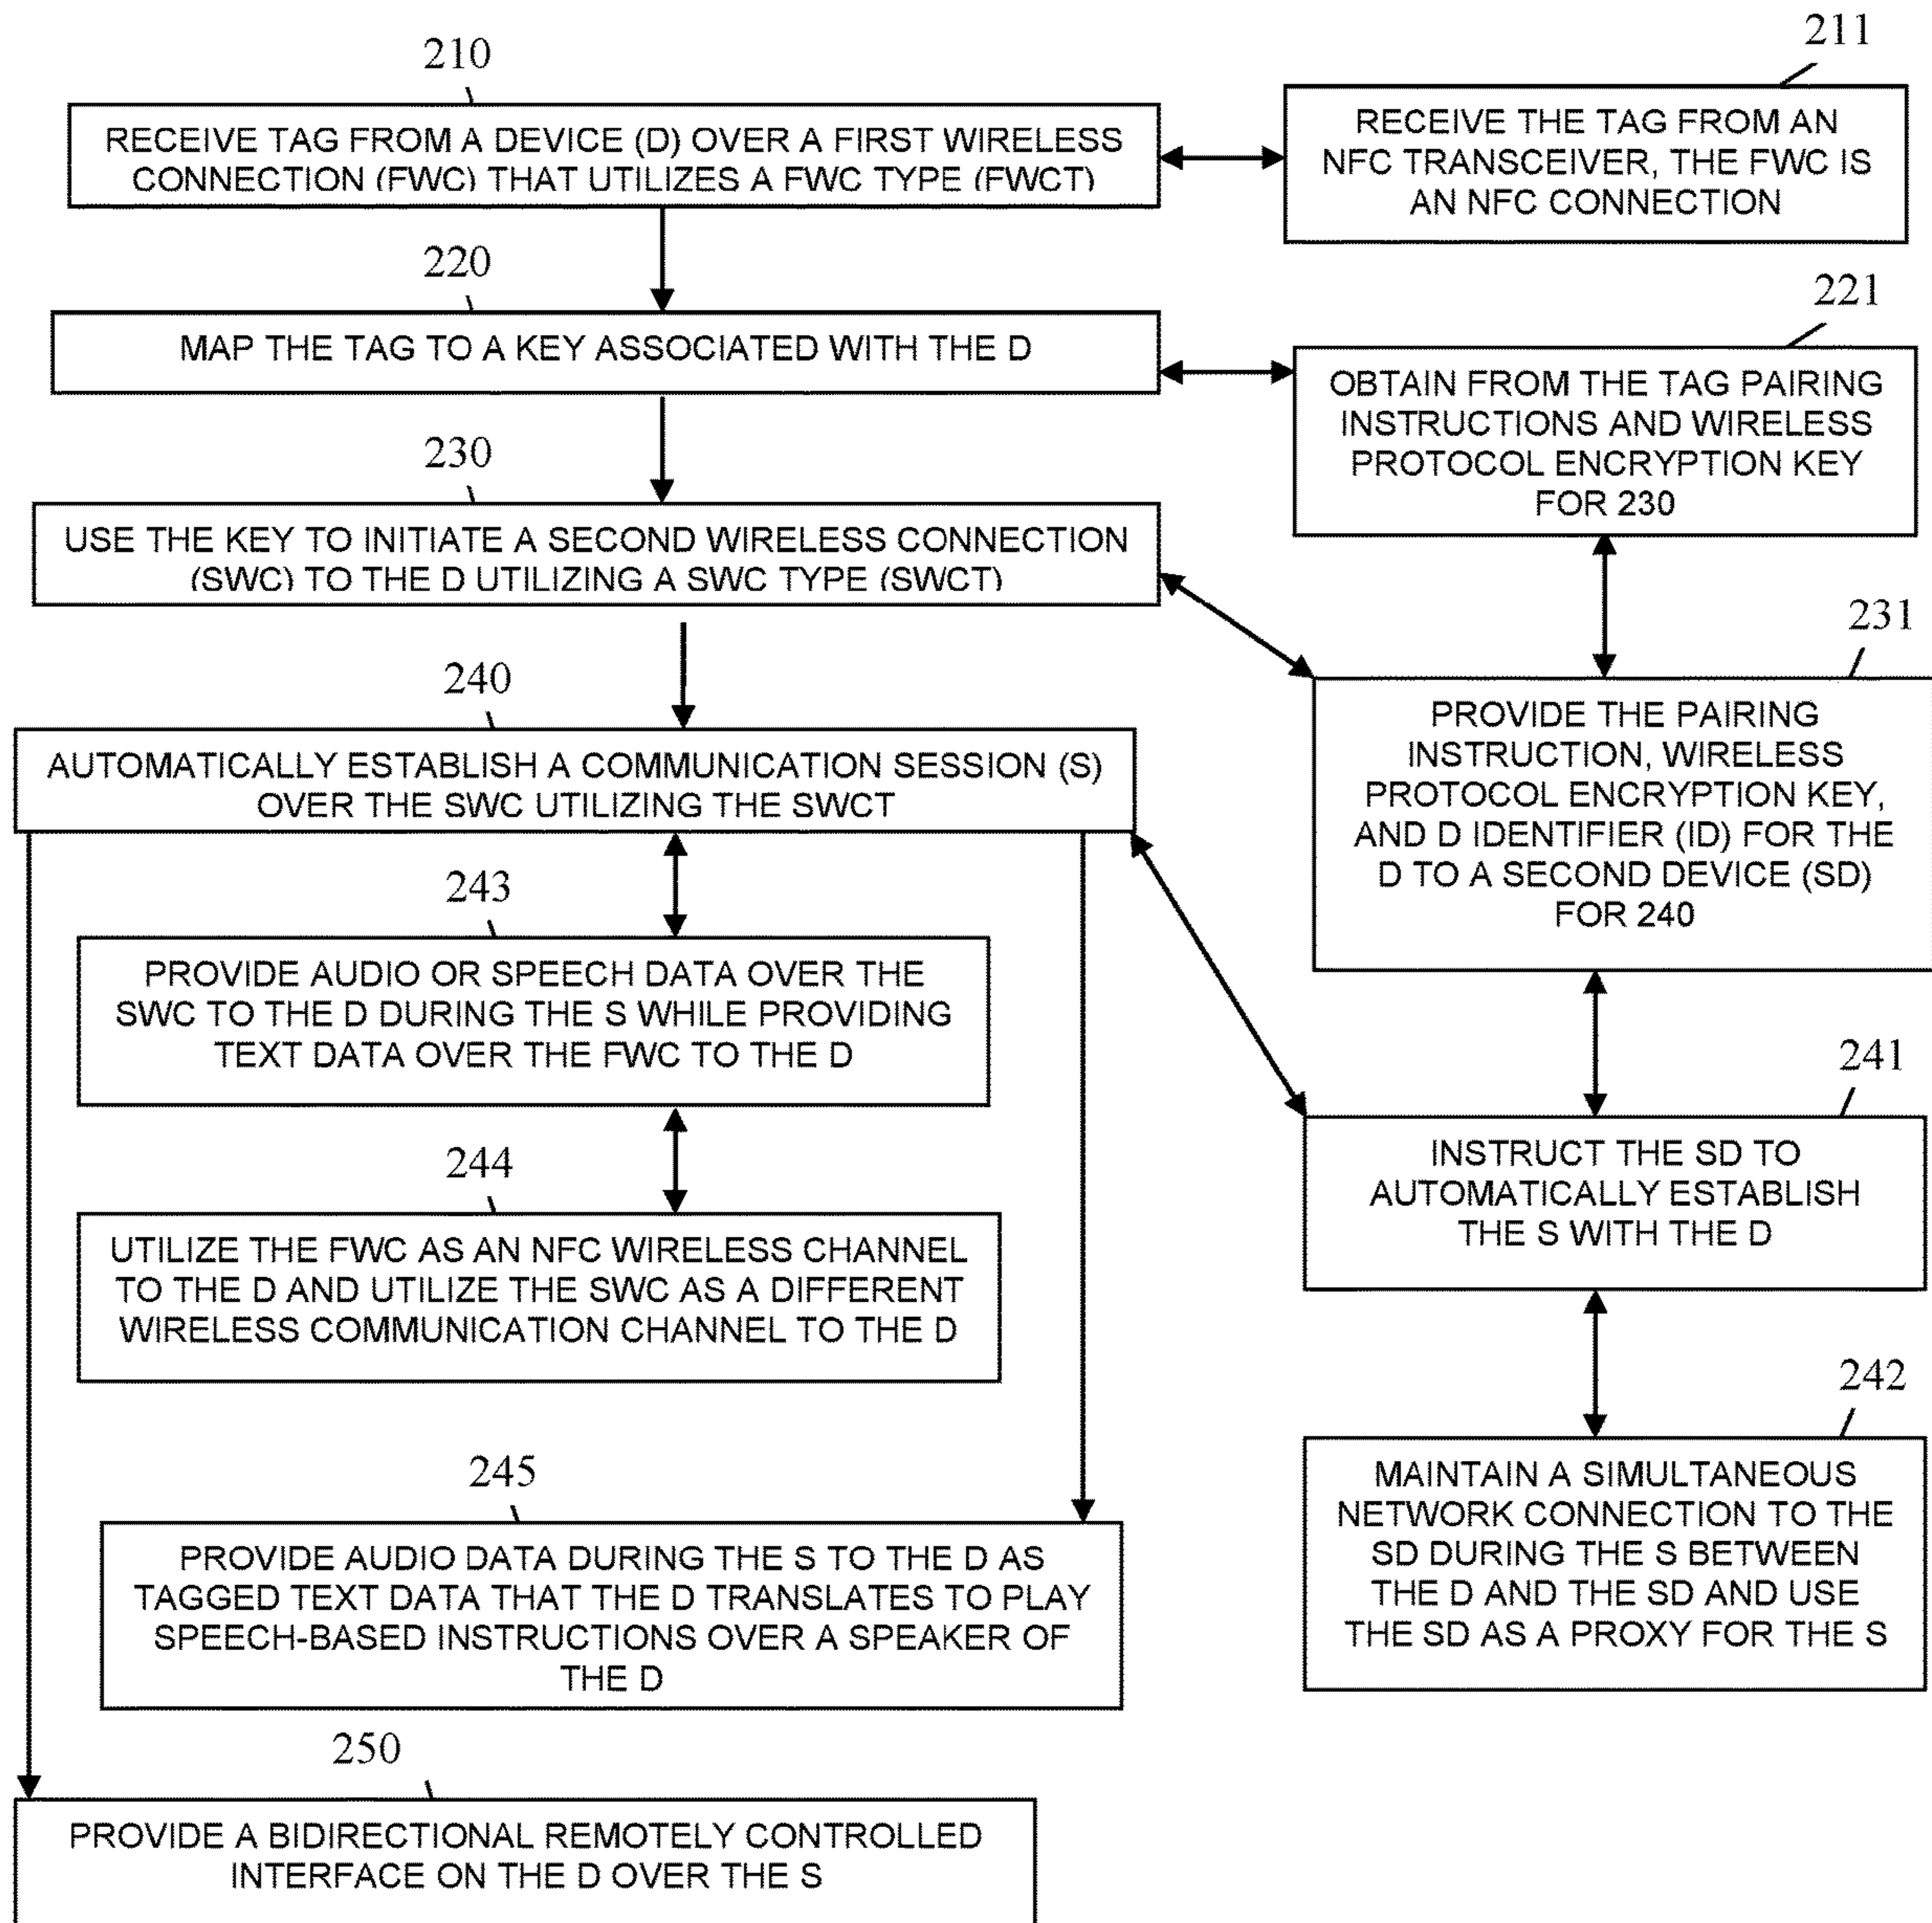 210
RECEIVE TAG FROM A DEVICE (D) OVER A FIRST WIRELESS
CONNECTION (FWC) THAT UTILIZES A FWC TYPE (FWCT)
211
RECEIVE THE TAG FROM AN
NFC TRANSCEIVER, THE FWC IS
AN NFC CONNECTION
220
MAP THE TAG TO A KEY ASSOCIATED WITH THE D
221
OBTAIN FROM THE TAG PAIRING
INSTRUCTIONS AND WIRELESS
PROTOCOL ENCRYPTION KEY
FOR 230
230
USE THE KEY TO INITIATE A SECOND WIRELESS CONNECTION
(SWC) TO THE D UTILIZING A SWC TYPE (SWCT)
231
PROVIDE THE PAIRING
INSTRUCTION, WIRELESS
PROTOCOL ENCRYPTION KEY,
AND D IDENTIFIER (ID) FOR THE
D TO A SECOND DEVICE (SD)
FOR 240
240
AUTOMATICALLY ESTABLISH A COMMUNICATION SESSION (S)
OVER THE SWC UTILIZING THE SWCT
243
PROVIDE AUDIO OR SPEECH DATA OVER THE
SWC TO THE D DURING THE S WHILE PROVIDING
TEXT DATA OVER THE FWC TO THE D
241
INSTRUCT THE SD TO
AUTOMATICALLY ESTABLISH
THE S WITH THE D
244
UTILIZE THE FWC AS AN NFC WIRELESS CHANNEL
TO THE D AND UTILIZE THE SWC AS A DIFFERENT
WIRELESS COMMUNICATION CHANNEL TO THE D
242
MAINTAIN A SIMULTANEOUS
NETWORK CONNECTION TO THE
SD DURING THE S BETWEEN
THE D AND THE SD AND USE
THE SD AS A PROXY FOR THE S
245
PROVIDE AUDIO DATA DURING THE S TO THE D AS
TAGGED TEXT DATA THAT THE D TRANSLATES TO PLAY
SPEECH-BASED INSTRUCTIONS OVER A SPEAKER OF
THE D
250
PROVIDE A BIDIRECTIONAL REMOTELY CONTROLLED
INTERFACE ON THE D OVER THE S